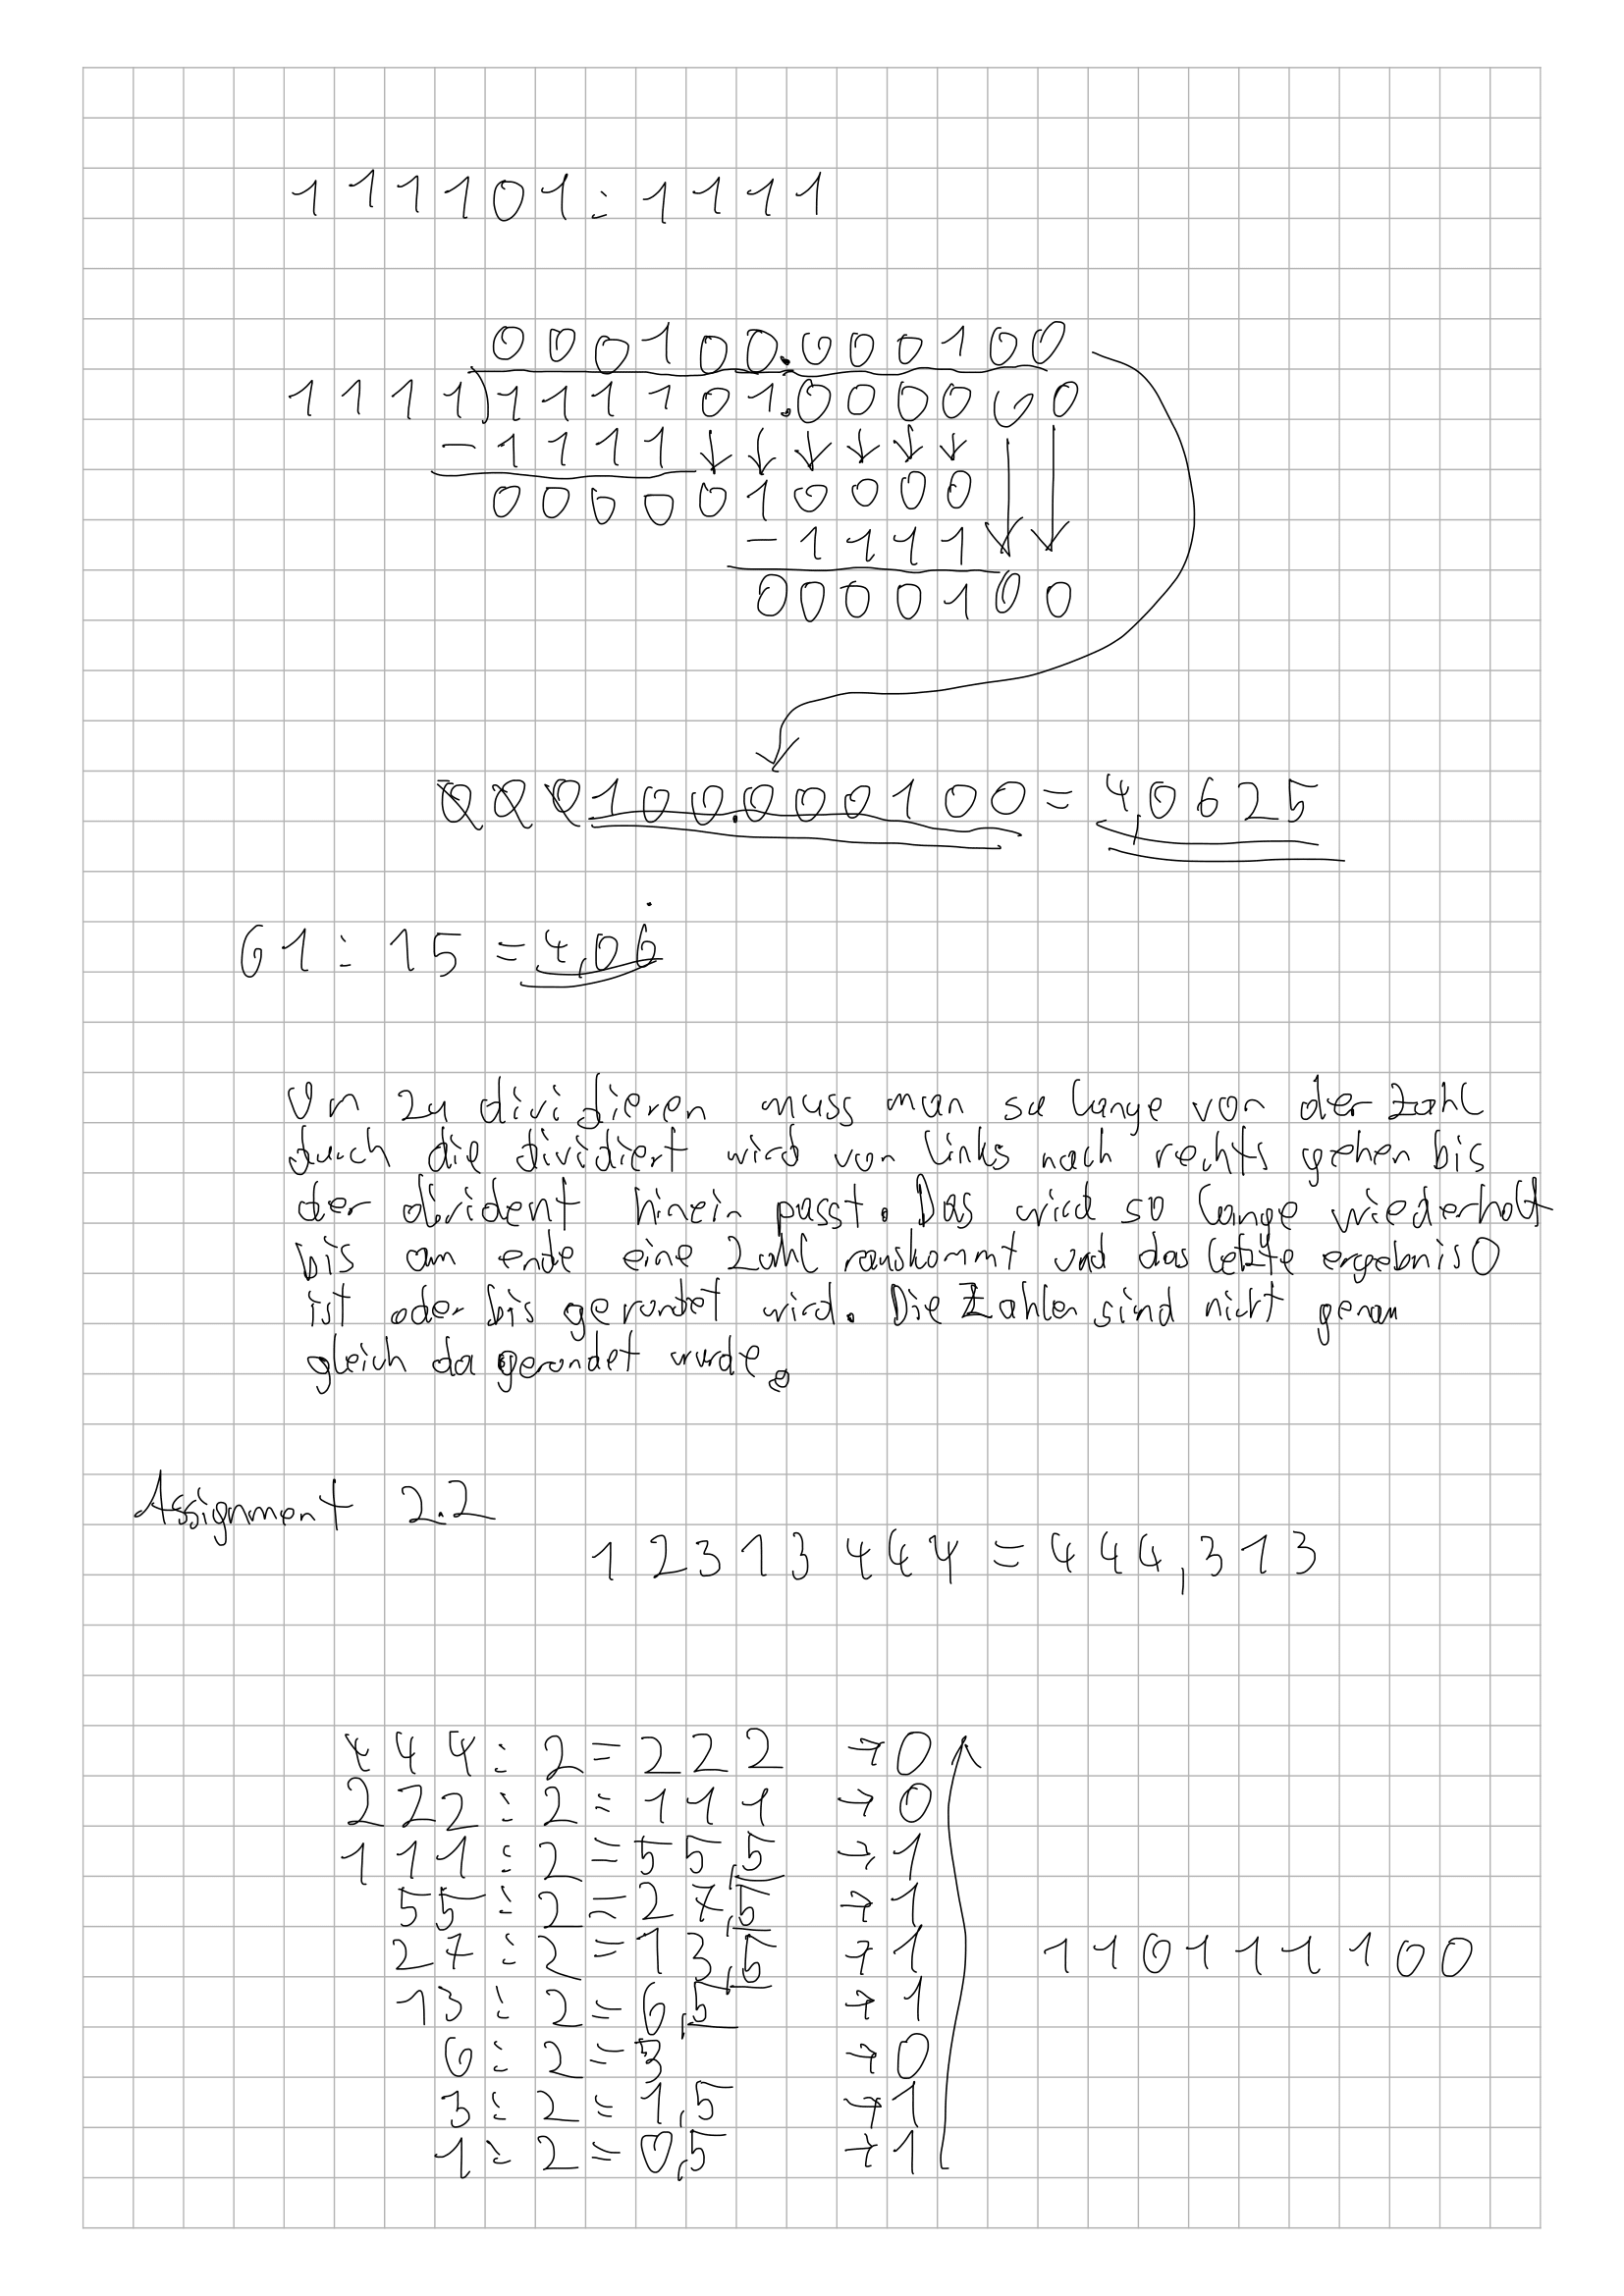 111101:1111
000100.000100
1111)111101.000000
-1111
0000010000
-1111
0000100
000100.000100=4,0625
61:15=4,06̇
Um zu dividieren muss man so lange von der Zahl
durch die dividiert wird von links nach rechts gehen bis
der divident hinein passt. Das wird so lange wiederholt
bis am ende eine Zahl rauskommt und das letzte ergebnis 0
ist oder bis gerundet wird. Die Zahlen sind nicht genau
gleich da gerundet wurde.
Assignment 2.2
12313444=444,313
444:2=222 →0
222:2=111 →0
111:2=55,5 →1
55:2=27,5 →1
27:2=13,5 →1
110111100
13:2=6,5 →1
6:2=3 →0
3:2=1,5 →1
1:2=0,5 →1